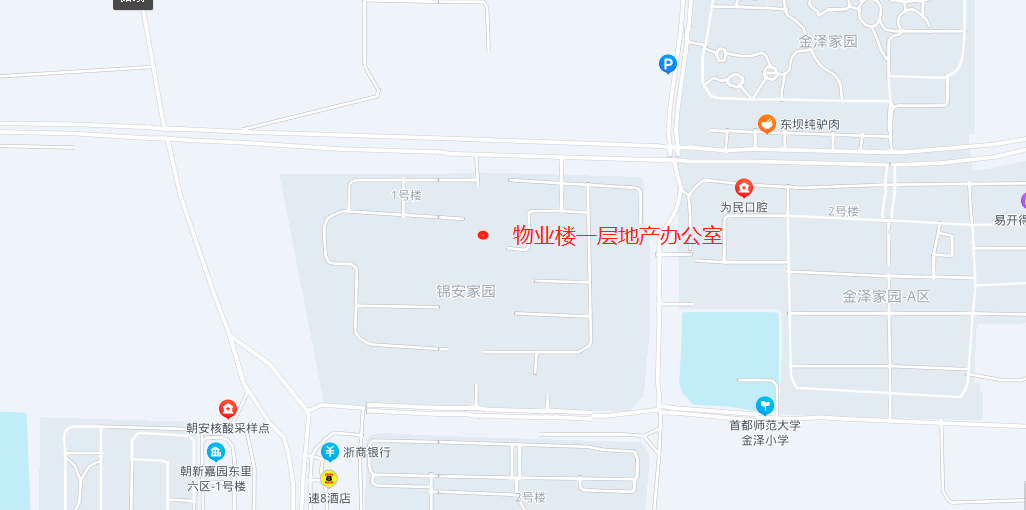 金泽家园
东坝纯驴肉
1号楼
为民口腔
2号楼
易开得
物业楼一层地产办公室
锦安家园
金泽家园-A区
朝安核酸采样点
首都师范大学
金泽小学
浙商银行
朝新嘉园东里
六区-1号楼
速8酒店
2号楼